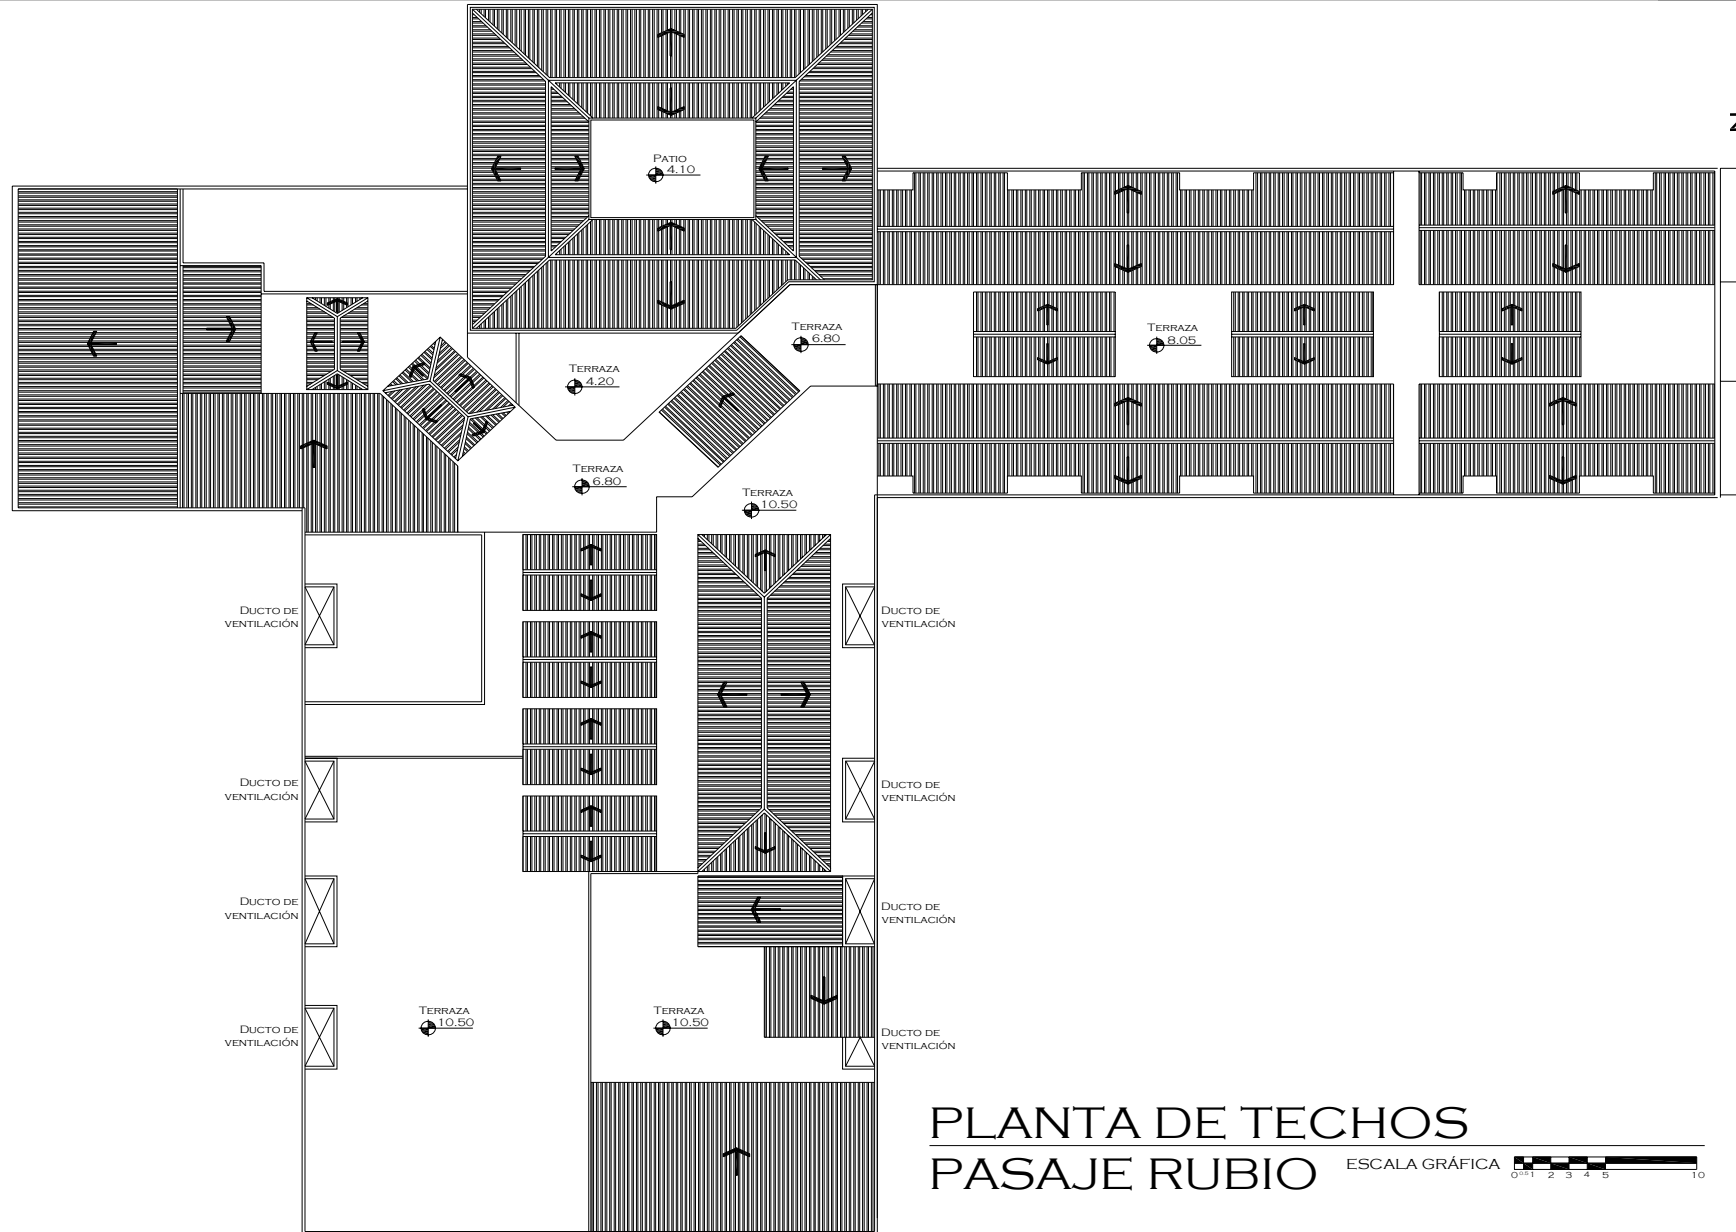 Patio
4.10
Terraza
6.80
Terraza
8.05
Terraza
4.20
Terraza
6.80
Terraza
10.50
Ducto de
ventilación
Ducto de
ventilación
Ducto de
ventilación
Ducto de
ventilación
Ducto de
ventilación
Ducto de
ventilación
Terraza
10.50
Terraza
10.50
Ducto de
ventilación
Ducto de
ventilación
PLANTA DE TECHOS
PASAJE RUBIO
ESCALA GRÁFICA
0 0.5 1 2 3 4 5 10